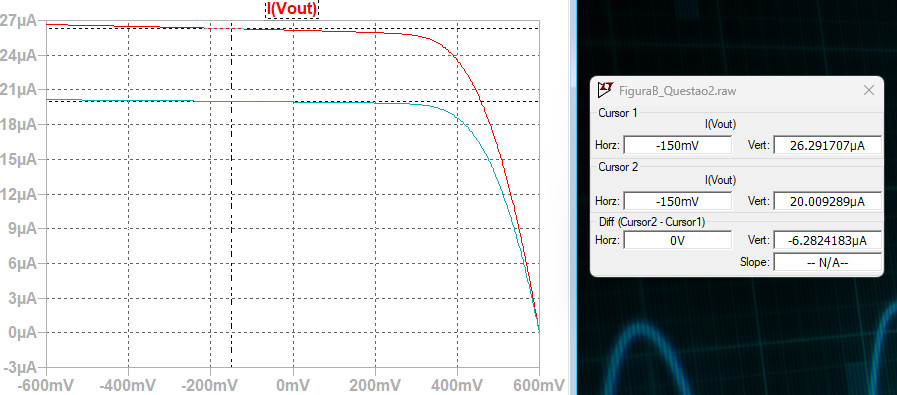 I(Vout)
27µA
24µA
21µA
18µA
15µA
12µA
9µA
6µA
3µA
0µA
-3µA
-600mV -400mV -200mV 0mV 200mV 400mV 600mV
FiguraB_Questao2.raw
Cursor 1
I(Vout)
Horz: -150mV Vert: 26.291707µA
Cursor 2
I(Vout)
Horz: -150mV Vert: 20.009289µA
Diff (Cursor2 - Cursor1)
Horz: 0V Vert: -6.2824183µA
Slope: -- N/A--